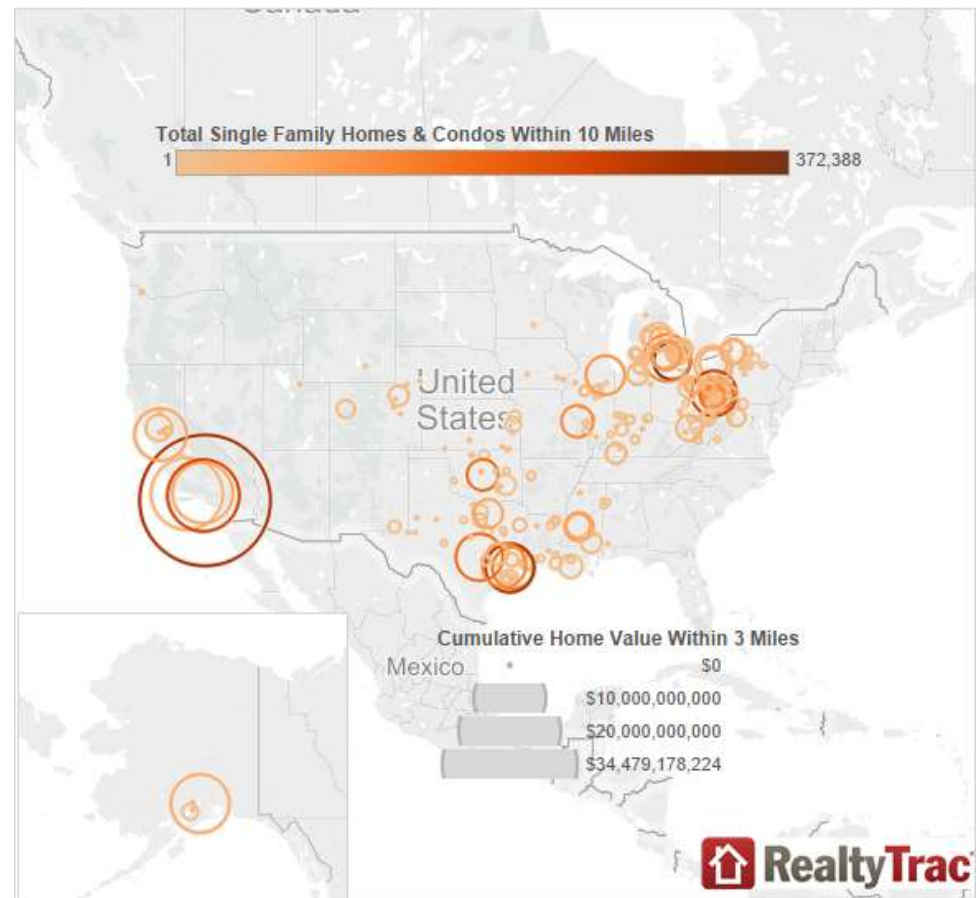 Canada
Total Single Family Homes & Condos Within 10 Miles
1 372,388
United
States
Cumulative Home Value Within 3 Miles
Mexico $0
$10,000,000,000
$20,000,000,000
$34,479,178,224
RealtyTrac